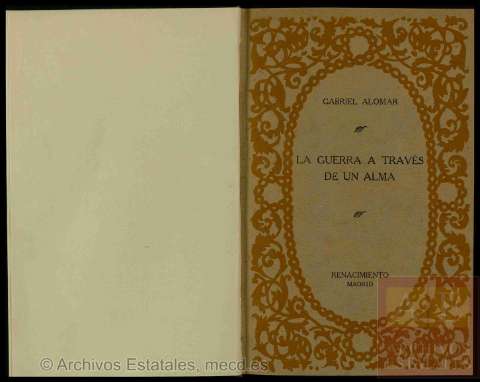 GABRIEL ALOMAR
LA GUERRA A TRAVÉS
DE UN ALMA
RENACIMIENTO
MADRID
© Archivos Estatales, mecd.es